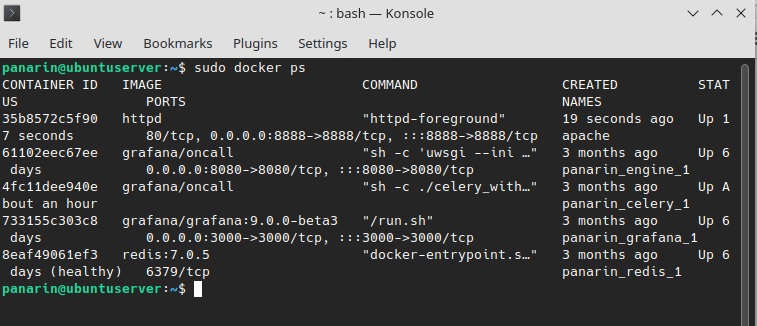 ~ : bash — Konsole
File Edit View Bookmarks Plugins Settings Help
panarin@ubuntuserver:~$ sudo docker ps
CONTAINER ID   IMAGE                         COMMAND                  CREATED          STAT
US              PORTS                                                 NAMES
35b8572c5f90   httpd                         "httpd-foreground"       19 seconds ago   Up 1
7 seconds       80/tcp, 0.0.0.0:8888->8888/tcp, :::8888->8888/tcp   apache
61102eec67ee   grafana/oncall                "sh -c 'uwsgi --ini …"   3 months ago     Up 6
 days           0.0.0.0:8080->8080/tcp, :::8080->8080/tcp           panarin_engine_1
4fc11dee940e   grafana/oncall                "sh -c ./celery_with…"   3 months ago     Up A
bout an hour                                                          panarin_celery_1
733155c303c8   grafana/grafana:9.0.0-beta3   "/run.sh"                3 months ago     Up 6
 days           0.0.0.0:3000->3000/tcp, :::3000->3000/tcp           panarin_grafana_1
8eaf49061ef3   redis:7.0.5                   "docker-entrypoint.s…"   3 months ago     Up 6
 days (healthy)   6379/tcp                                            panarin_redis_1
panarin@ubuntuserver:~$